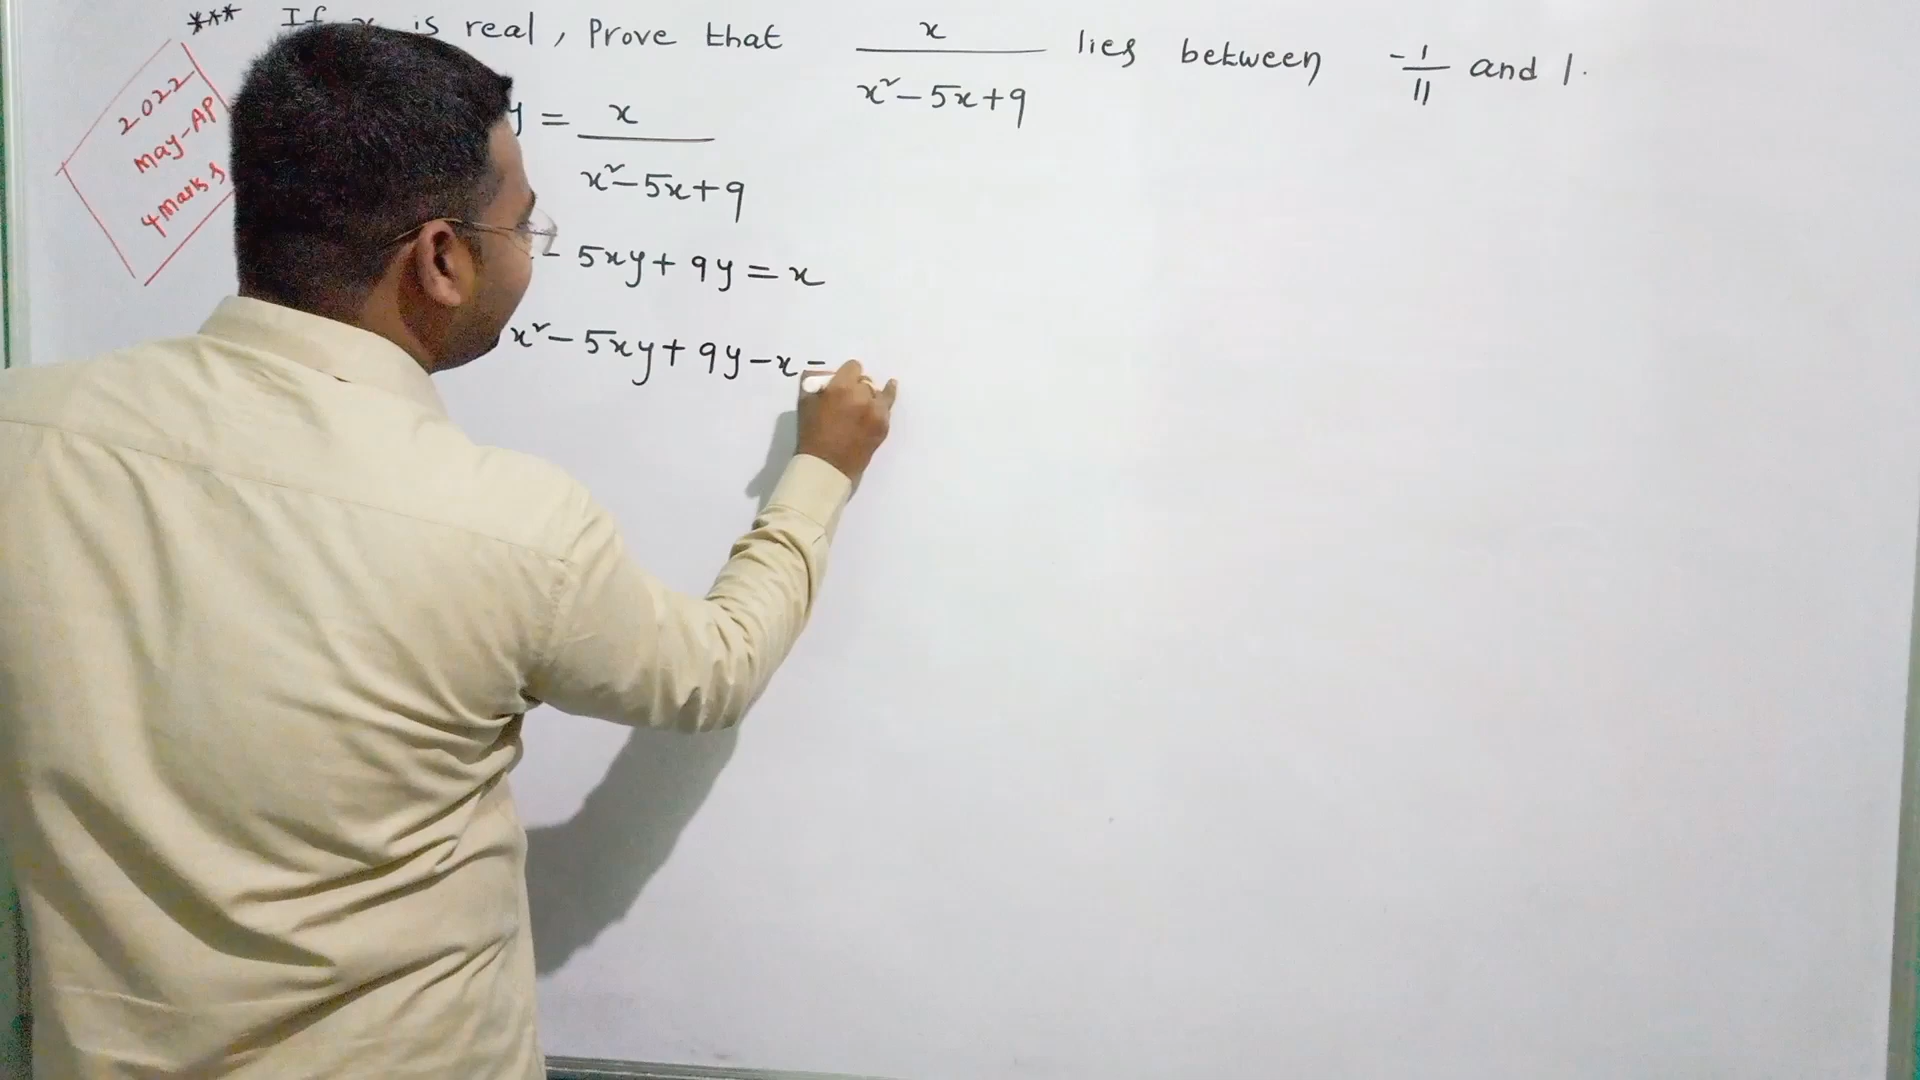 *** If x is real, Prove that x / (x² - 5x + 9) lies between -1/11 and 1.
2022
May-AP
4 Marks
y = x / (x² - 5x + 9)
- 5xy + 9y = x
x² - 5xy + 9y - x =